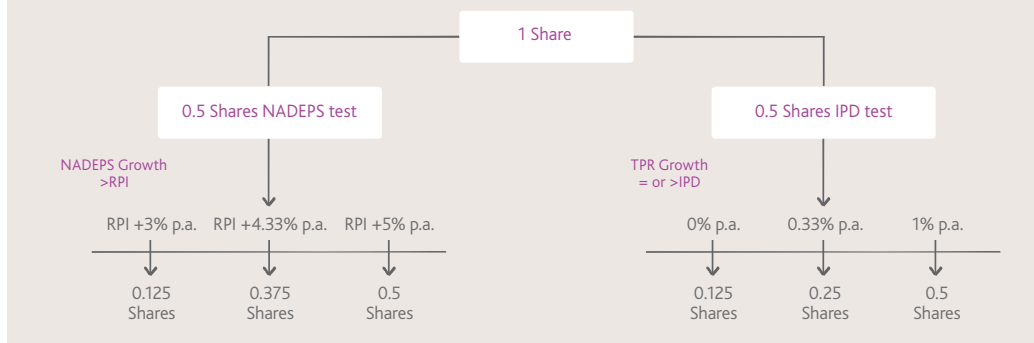 1 Share
0.5 Shares NADEPS test
0.5 Shares IPD test
NADEPS Growth
>RPI
TPR Growth
= or >IPD
RPI +3% p.a.
RPI +4.33% p.a.
RPI +5% p.a.
0% p.a.
0.33% p.a.
1% p.a.
0.125
Shares
0.375
Shares
0.5
Shares
0.125
Shares
0.25
Shares
0.5
Shares